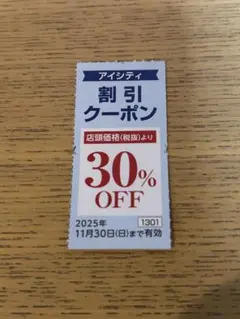 アイシティ
割引
クーポン
店頭価格(税抜)より
30%
OFF
2025年 1301
11月30日(日)まで有効